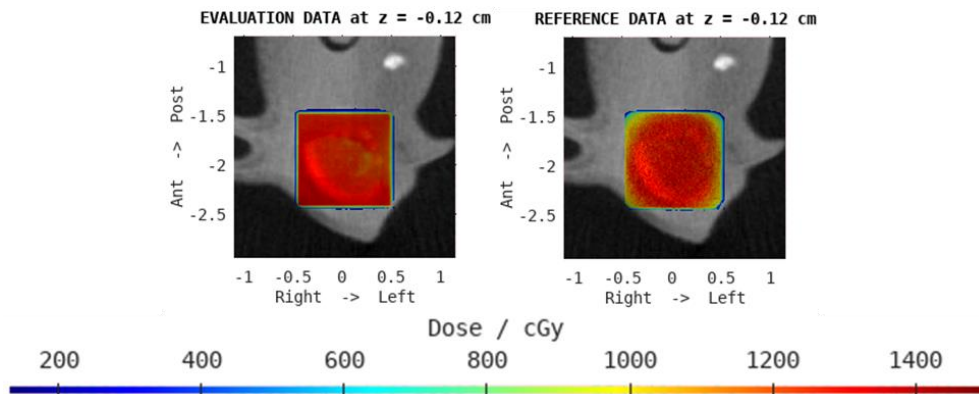 EVALUATION DATA at z = -0.12 cm
REFERENCE DATA at z = -0.12 cm
Ant -> Post
-1
-1.5
-2
-2.5
-1 -0.5 0 0.5 1
Right -> Left
Ant -> Post
-1
-1.5
-2
-2.5
-1 -0.5 0 0.5 1
Right -> Left
Dose / cGy
200 400 600 800 1000 1200 1400